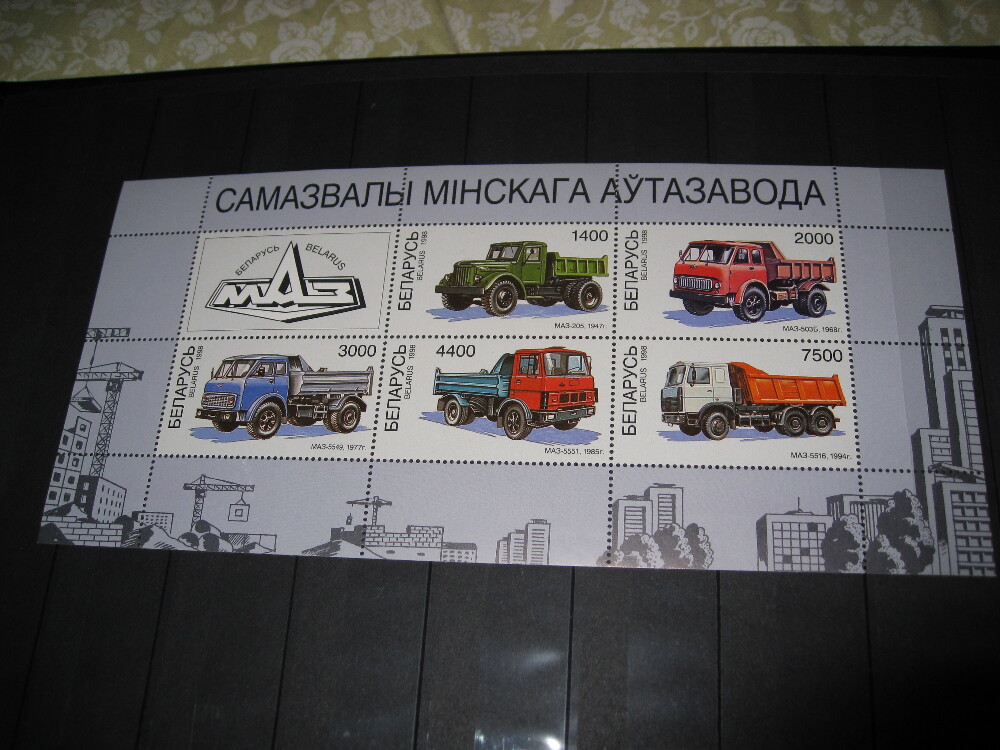 САМАЗВАЛЫ МІНСКАГА АЎТАЗАВОДА
БЕЛАРУСЬ BELARUS
МАЗ
БЕЛАРУСЬ
BELARUS 1998
1400
МАЗ-205, 1947г.
БЕЛАРУСЬ
BELARUS 1998
2000
МАЗ-503Б, 1968г.
БЕЛАРУСЬ
BELARUS 1998
3000
МАЗ-5549, 1977г.
БЕЛАРУСЬ
BELARUS 1998
4400
МАЗ-5551, 1985г.
БЕЛАРУСЬ
BELARUS 1998
7500
МАЗ-5516, 1994г.